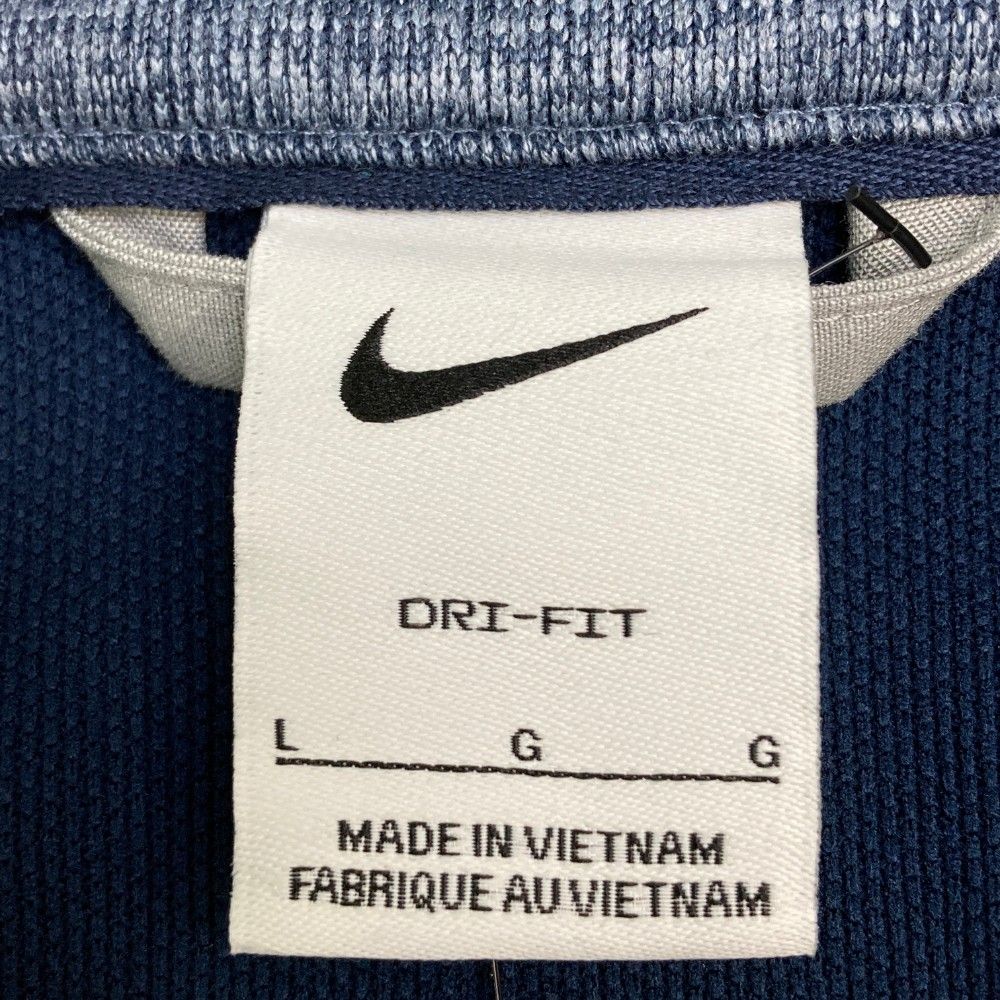 DRI-FIT
L G G
MADE IN VIETNAM
FABRIQUE AU VIETNAM